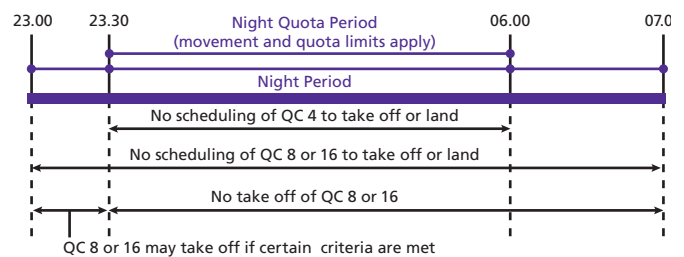 23.00 23.30 Night Quota Period 06.00 07.0
(movement and quota limits apply)
Night Period
No scheduling of QC 4 to take off or land
No scheduling of QC 8 or 16 to take off or land
No take off of QC 8 or 16
QC 8 or 16 may take off if certain criteria are met